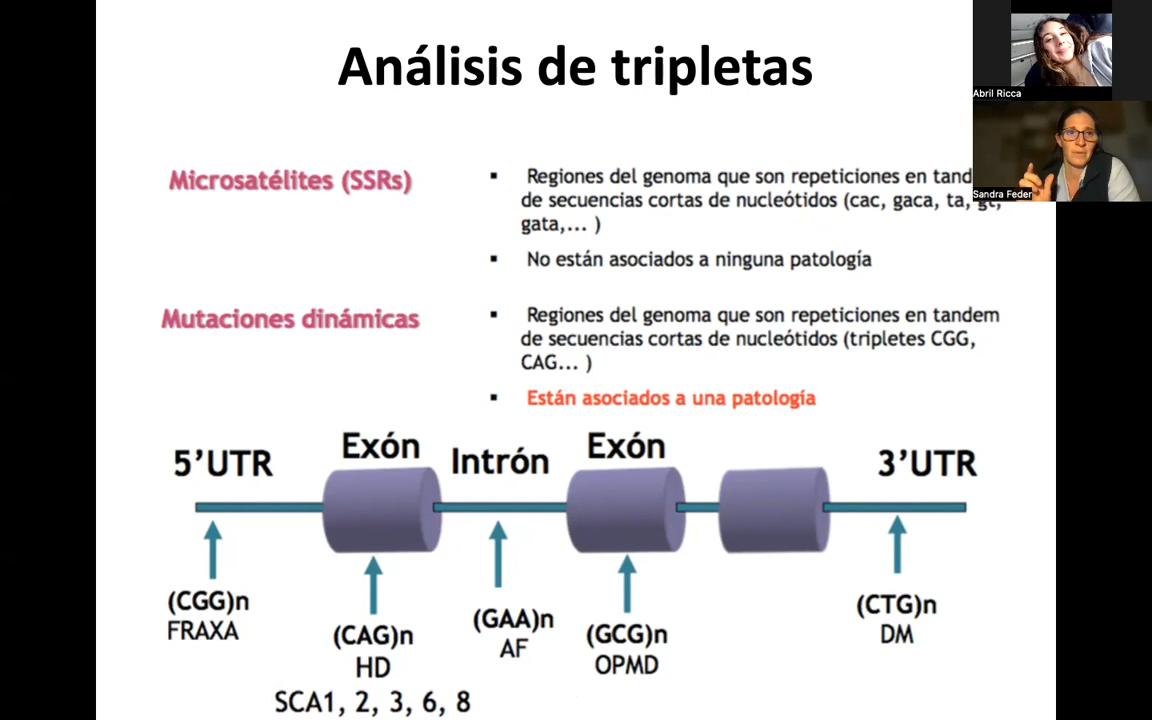 Análisis de tripletas
Abril Ricca
Sandra Feder
Microsatélites (SSRs)
▪ Regiones del genoma que son repeticiones en tand
de secuencias cortas de nucleótidos (cac, gaca, ta, gt,
gata,... )
▪ No están asociados a ninguna patología
Mutaciones dinámicas
▪ Regiones del genoma que son repeticiones en tandem
de secuencias cortas de nucleótidos (tripletes CGG,
CAG... )
▪ Están asociados a una patología
5’UTR
Exón
Intrón
Exón
3’UTR
(CGG)n
FRAXA
(CAG)n
HD
SCA1, 2, 3, 6, 8
(GAA)n
AF
(GCG)n
OPMD
(CTG)n
DM